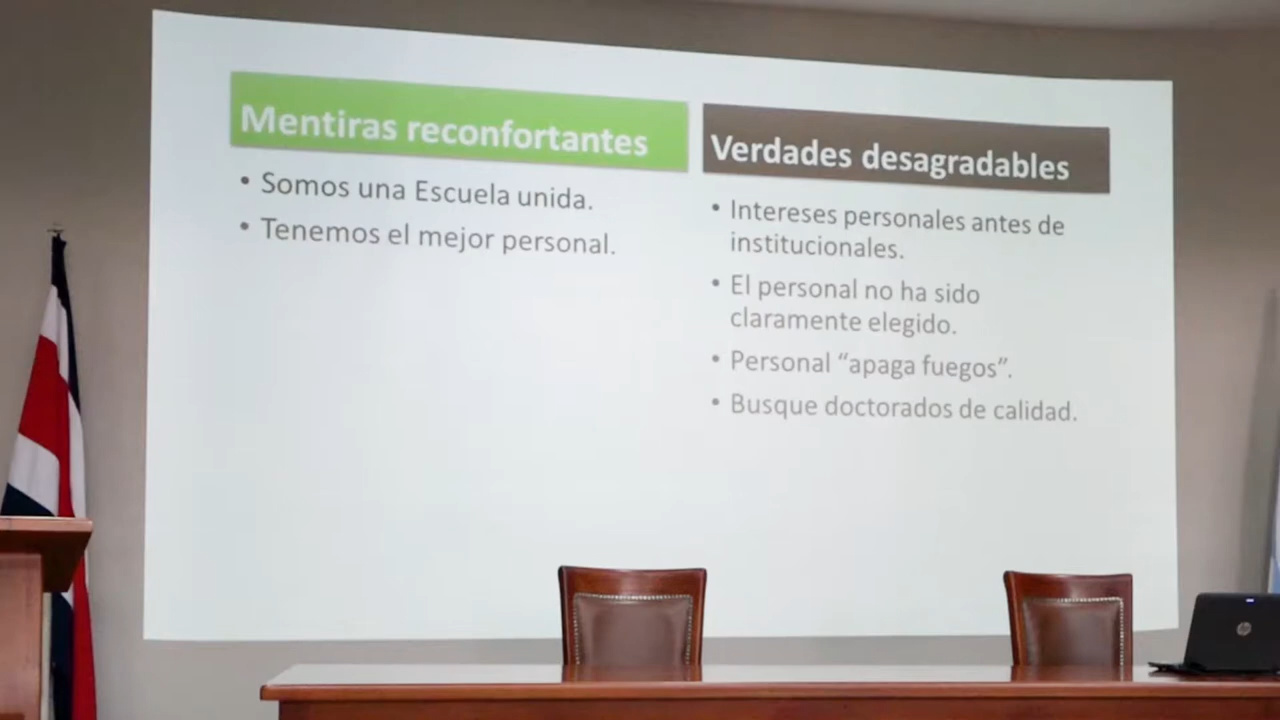 Mentiras reconfortantes
• Somos una Escuela unida.
• Tenemos el mejor personal.
Verdades desagradables
• Intereses personales antes de
institucionales.
• El personal no ha sido
claramente elegido.
• Personal “apaga fuegos”.
• Busque doctorados de calidad.
hp